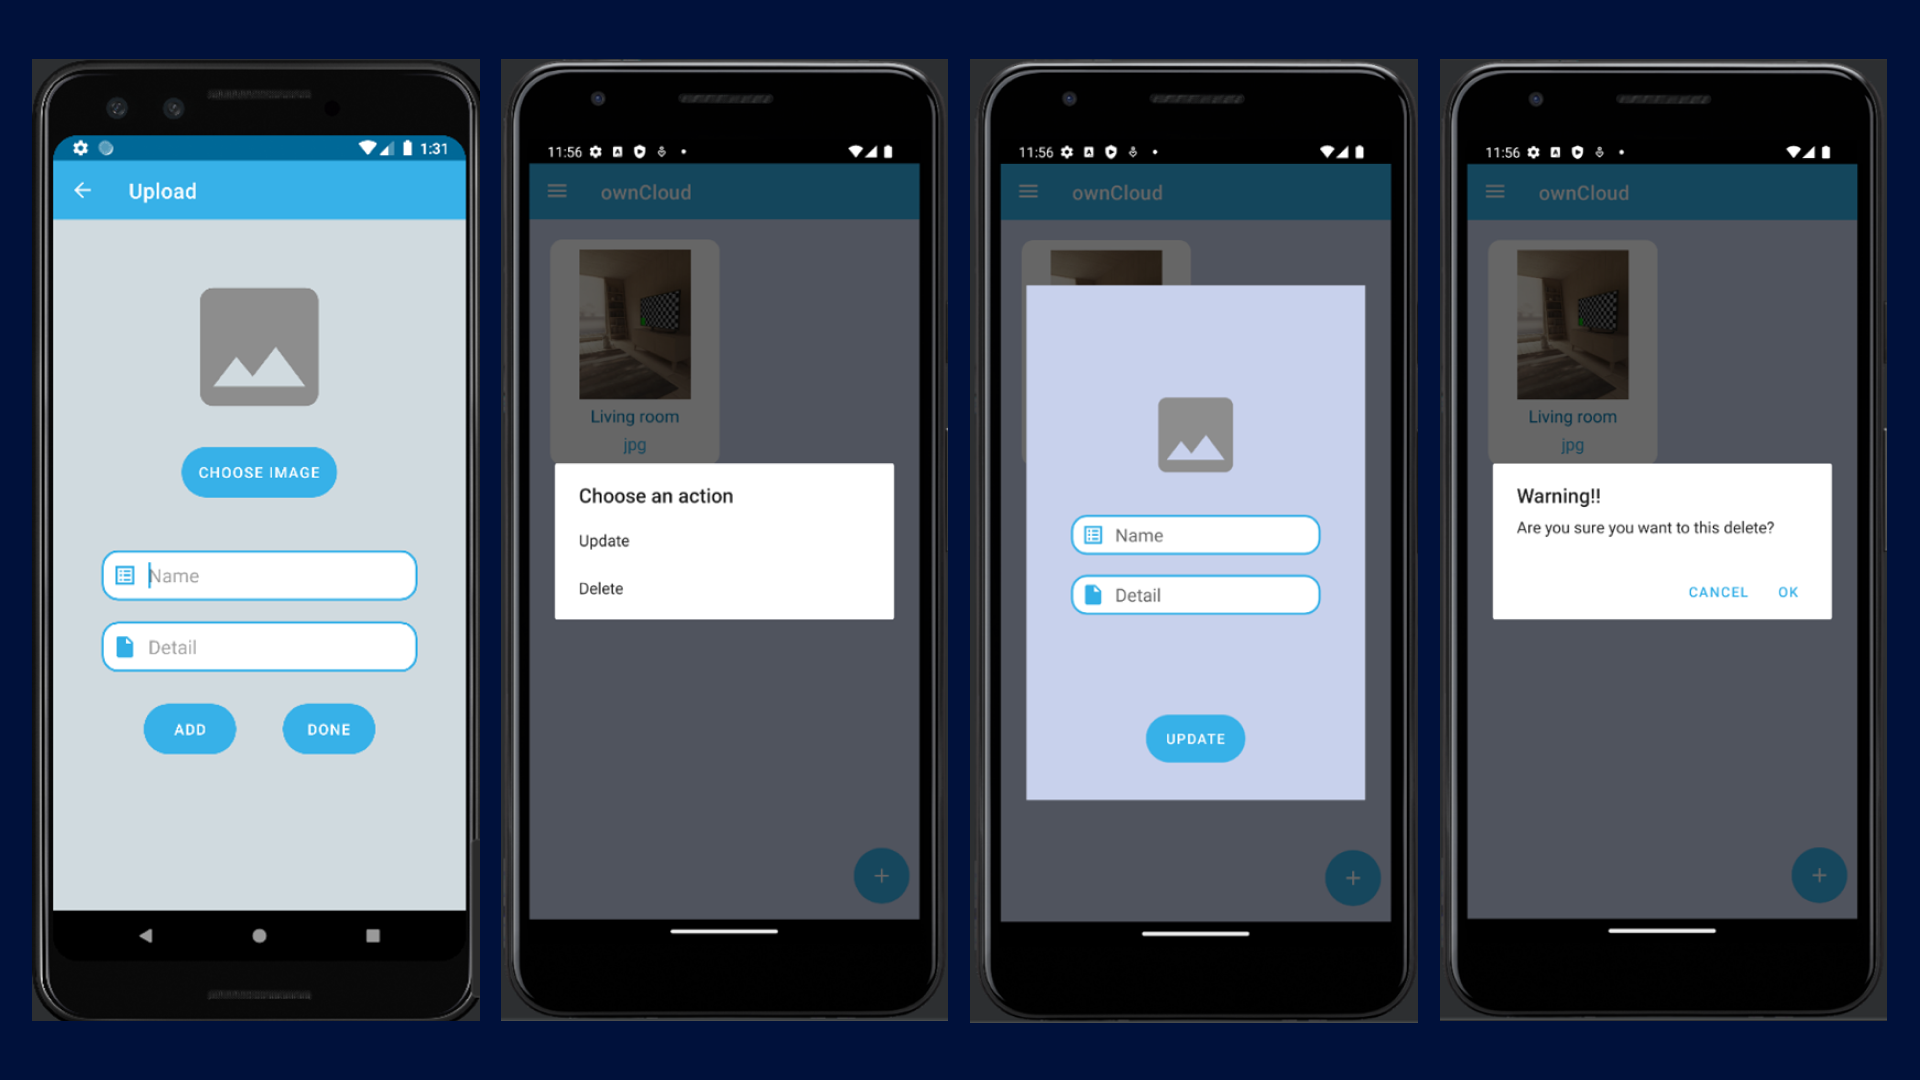 1:31
Upload
CHOOSE IMAGE
Name
Detail
ADD
DONE
11:56
ownCloud
Living room
jpg
Choose an action
Update
Delete
11:56
ownCloud
Name
Detail
UPDATE
11:56
ownCloud
Living room
jpg
Warning!!
Are you sure you want to this delete?
CANCEL
OK